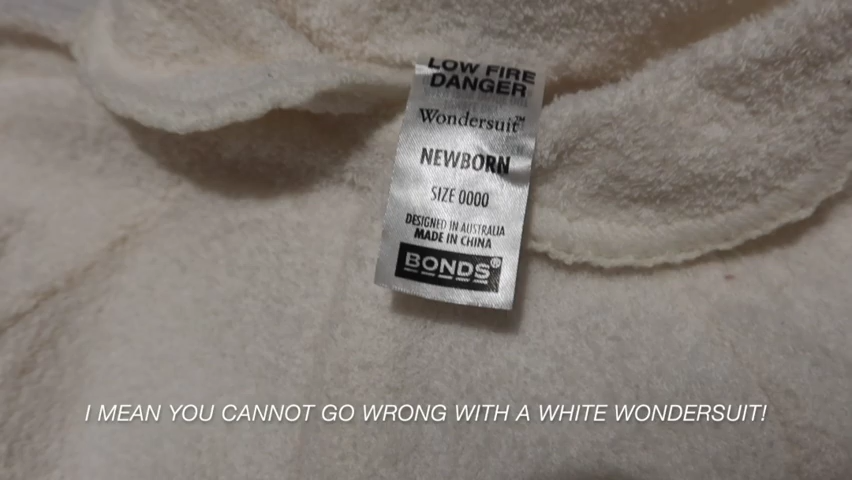 LOW FIRE
DANGER
Wondersuit™
NEWBORN
SIZE 0000
DESIGNED IN AUSTRALIA
MADE IN CHINA
BONDS®
I MEAN YOU CANNOT GO WRONG WITH A WHITE WONDERSUIT!